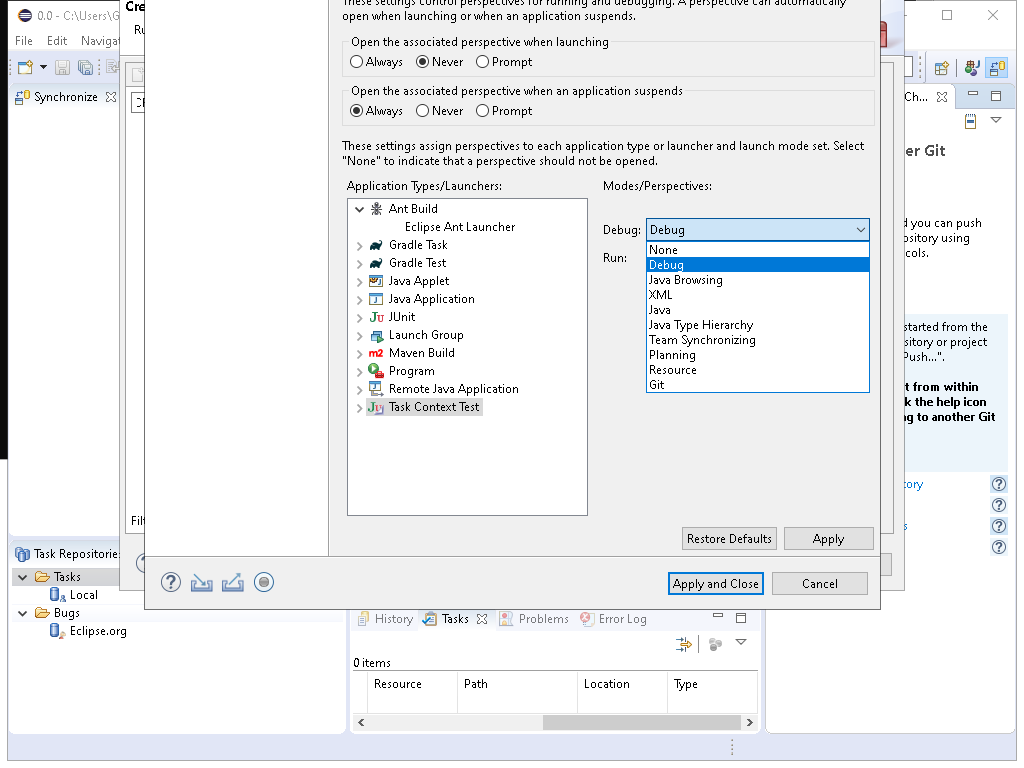 0.0 - C:\Users\G
File Edit Navigat
Synchronize
Cre
Ru
These settings control perspectives for running and debugging. A perspective can automatically
open when launching or when an application suspends.
Open the associated perspective when launching
Always Never Prompt
Open the associated perspective when an application suspends
Always Never Prompt
These settings assign perspectives to each application type or launcher and launch mode set. Select
"None" to indicate that a perspective should not be opened.
Application Types/Launchers:
Ant Build
Eclipse Ant Launcher
Gradle Task
Gradle Test
Java Applet
Java Application
JUnit
Launch Group
Maven Build
Program
Remote Java Application
Task Context Test
Modes/Perspectives:
Debug: Debug
Run:
None
Debug
Java Browsing
XML
Java
Java Type Hierarchy
Team Synchronizing
Planning
Resource
Git
Restore Defaults Apply
Apply and Close Cancel
Filt
Ch...
er Git
d you can push
ository using
cols.
started from the
ository or project
Push...".
t from within
k the help icon
ng to another Git
tory
s
Task Repositories
Tasks
Local
Bugs
Eclipse.org
History Tasks Problems Error Log
0 items
Resource Path Location Type